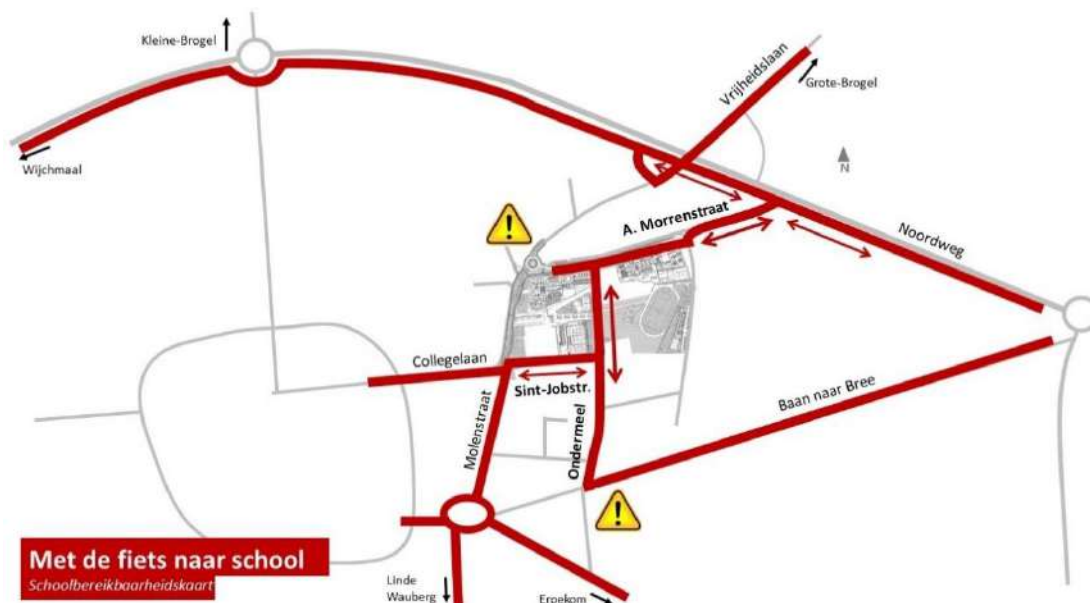 Kleine-Brogel
Vrijheidslaan
Grote-Brogel
Wijchmaal
N
A. Morrenstraat
Noordweg
Collegelaan
Sint-Jobstr.
Baan naar Bree
Molenstraat
Ondermeel
Met de fiets naar school
Schoolbereikbaarheidskaart
Linde
Wauberg
Erpekom